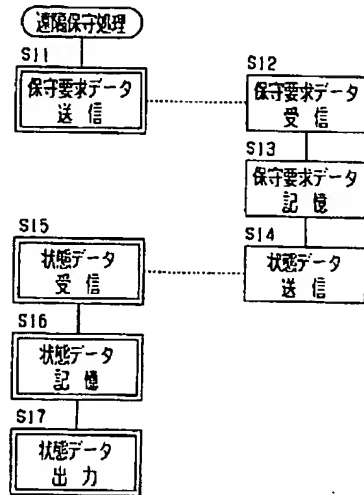 遠隔保守処理
S11
保守要求データ
送信
S12
保守要求データ
受信
S13
保守要求データ
記憶
S14
状態データ
送信
S15
状態データ
受信
S16
状態データ
記憶
S17
状態データ
出力